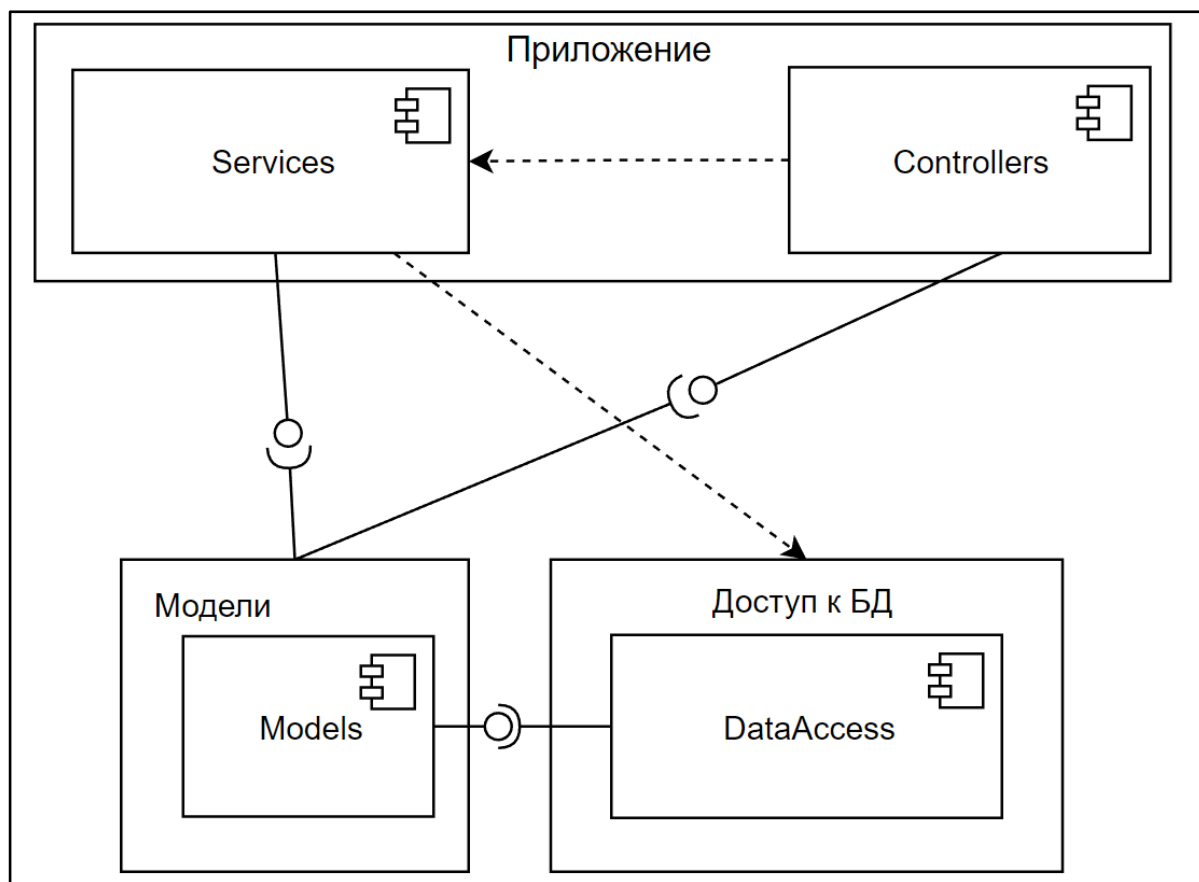 Приложение
Services
Controllers
Модели
Доступ к БД
Models
DataAccess